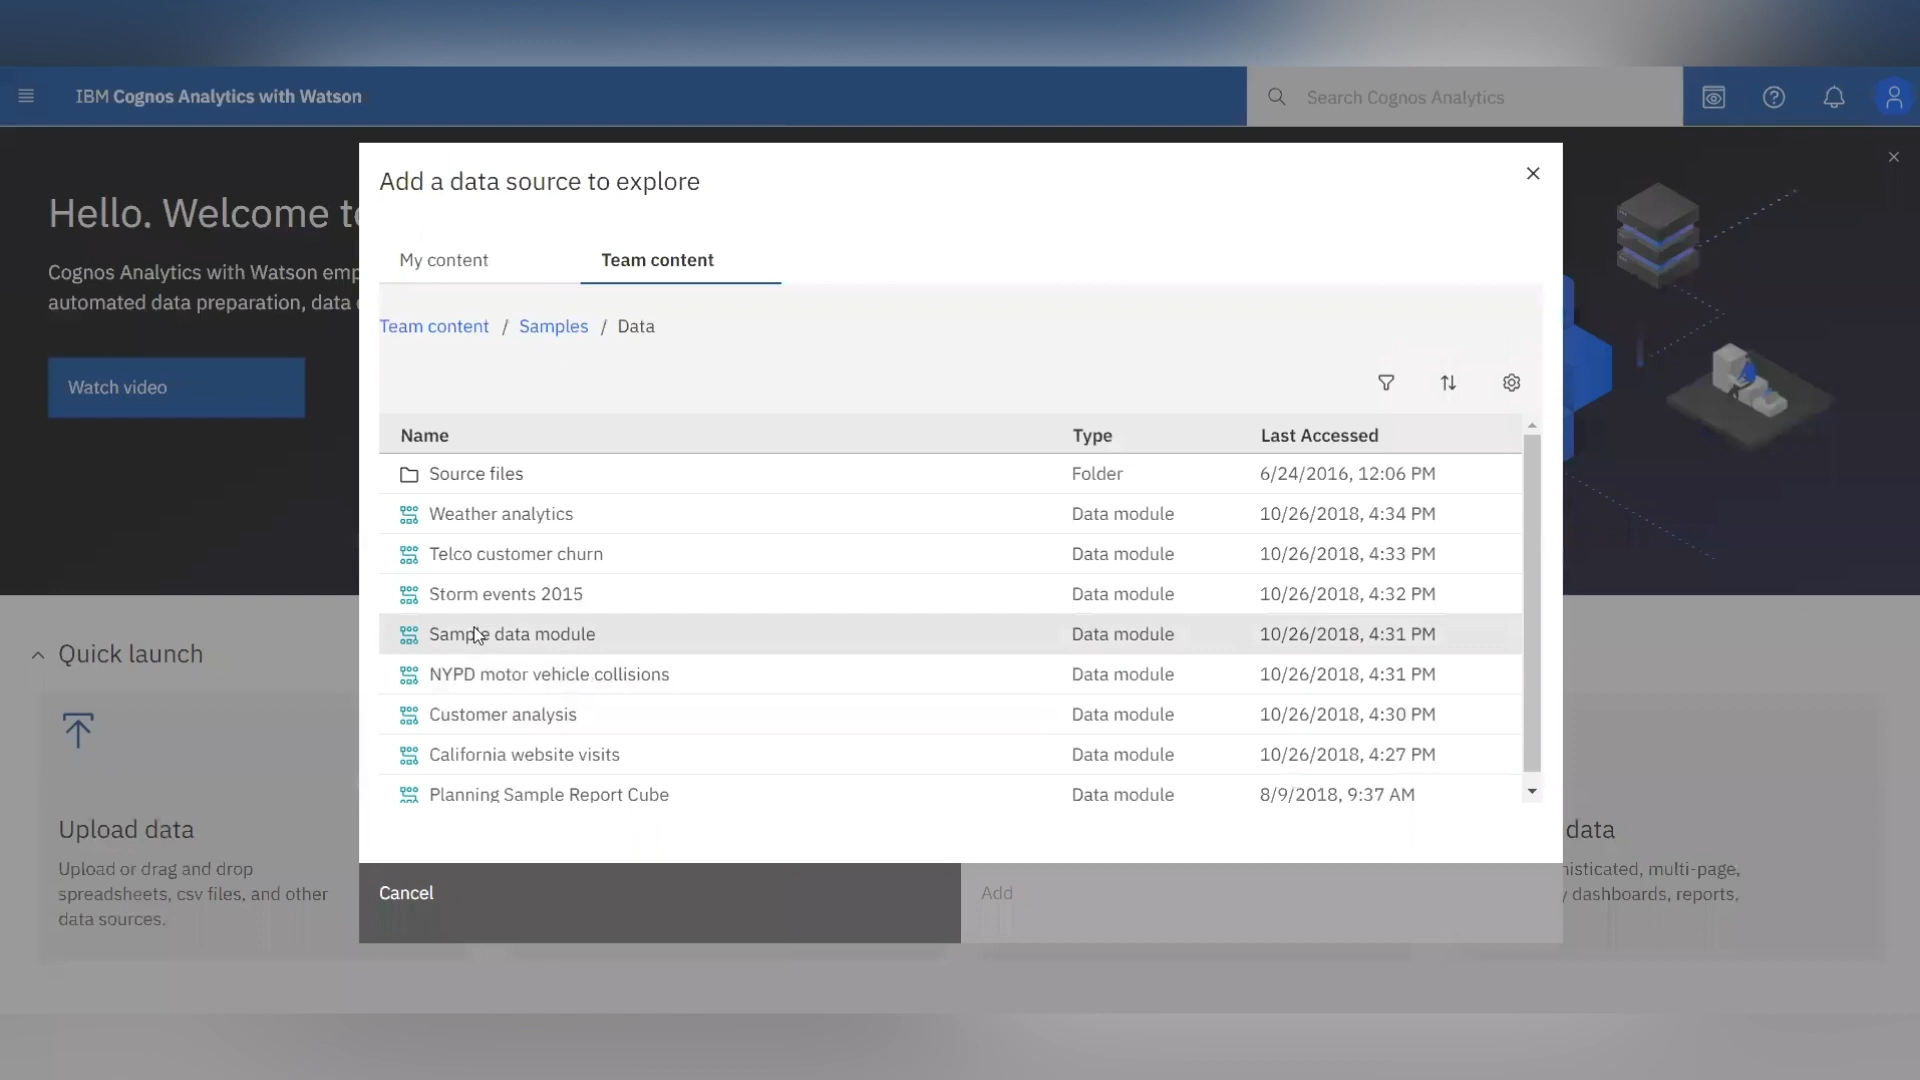 IBM Cognos Analytics with Watson
Search Cognos Analytics
Hello. Welcome to
Cognos Analytics with Watson emp
automated data preparation, data
Watch video
Add a data source to explore
My content
Team content
Team content / Samples / Data
Name Type Last Accessed
Source files Folder 6/24/2016, 12:06 PM
Weather analytics Data module 10/26/2018, 4:34 PM
Telco customer churn Data module 10/26/2018, 4:33 PM
Storm events 2015 Data module 10/26/2018, 4:32 PM
Sample data module Data module 10/26/2018, 4:31 PM
NYPD motor vehicle collisions Data module 10/26/2018, 4:31 PM
Customer analysis Data module 10/26/2018, 4:30 PM
California website visits Data module 10/26/2018, 4:27 PM
Planning Sample Report Cube Data module 8/9/2018, 9:37 AM
Cancel
Add
Quick launch
Upload data
Upload or drag and drop
spreadsheets, csv files, and other
data sources.
data
histicated, multi-page,
dashboards, reports,